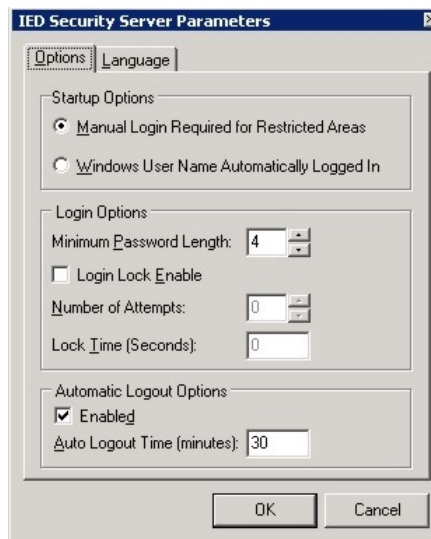 IED Security Server Parameters
Options Language
Startup Options
Manual Login Required for Restricted Areas
Windows User Name Automatically Logged In
Login Options
Minimum Password Length: 4
Login Lock Enable
Number of Attempts: 0
Lock Time (Seconds): 0
Automatic Logout Options
Enabled
Auto Logout Time (minutes): 30
OK Cancel